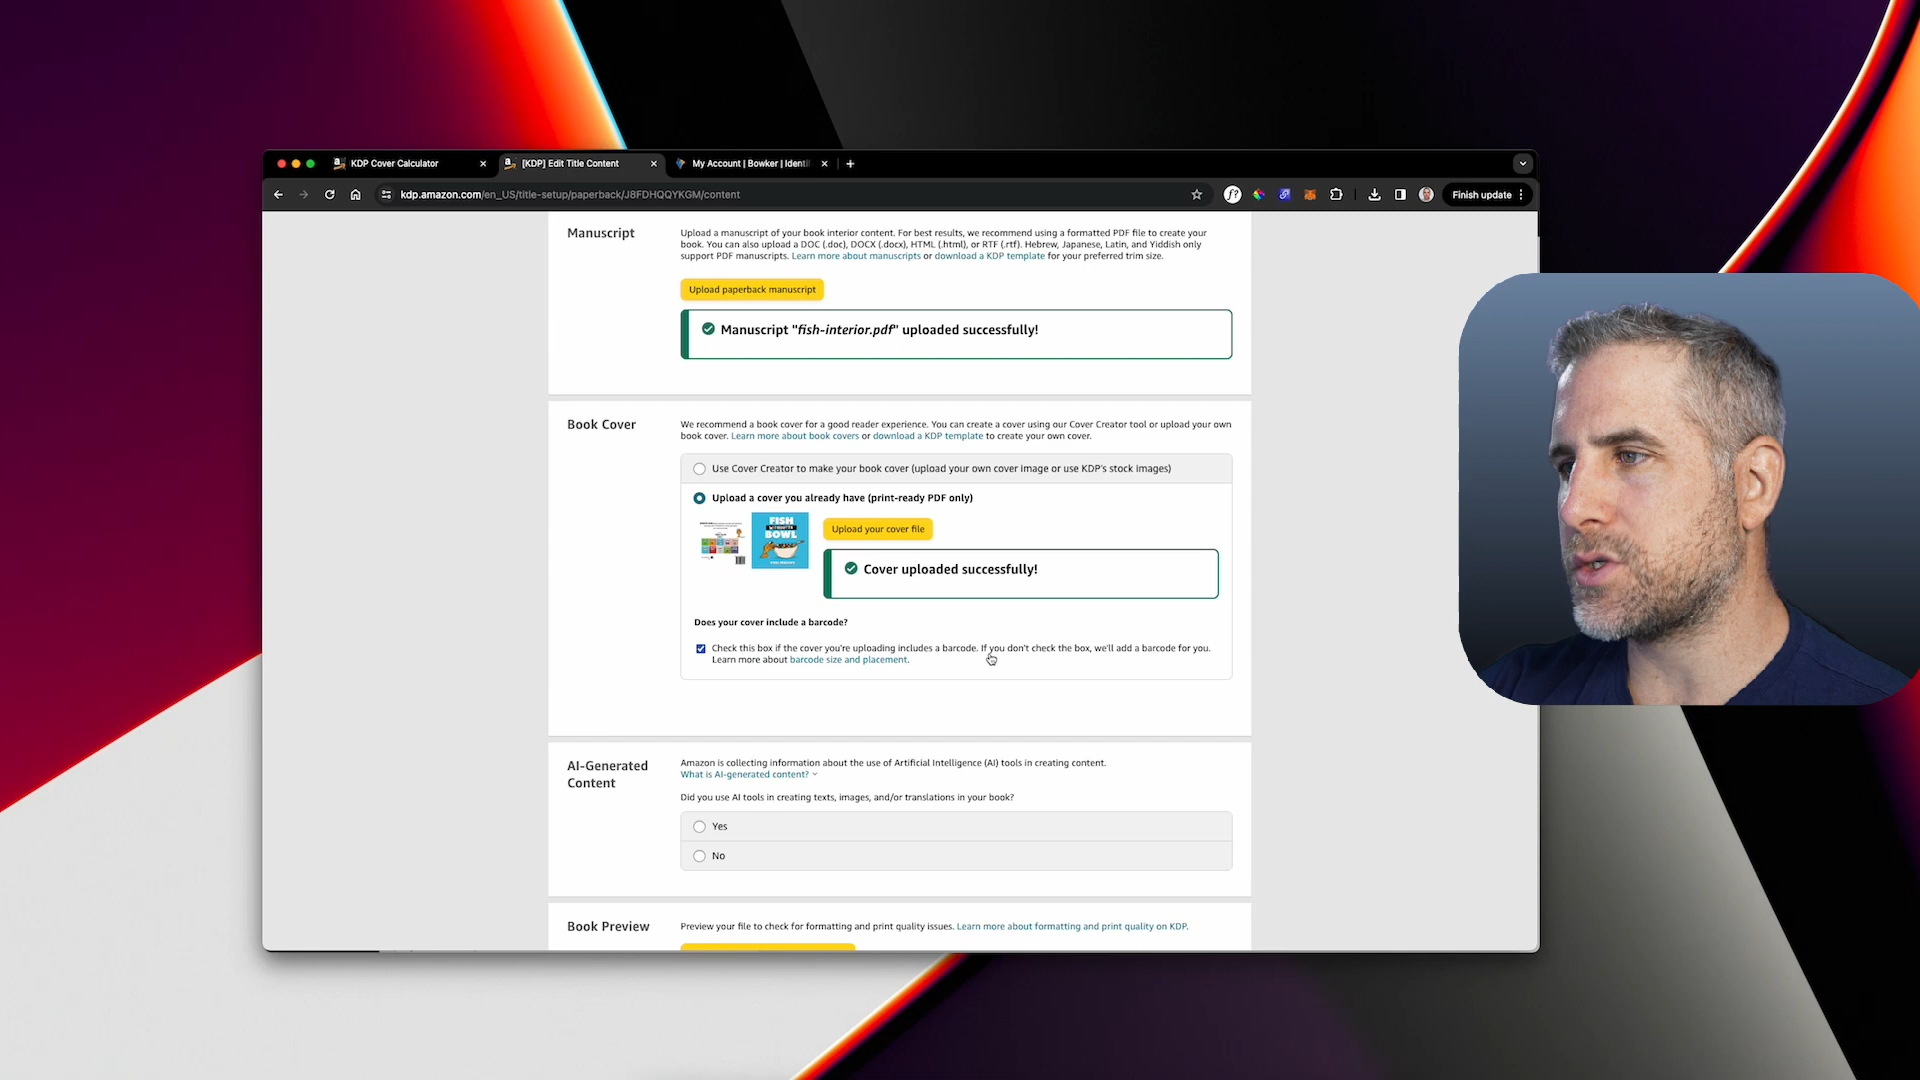 KDP Cover Calculator
[KDP] Edit Title Content
My Account | Bowker | Identi
kdp.amazon.com/en_US/title-setup/paperback/J8FDHQQYKGM/content
Finish update
Manuscript
Upload a manuscript of your book interior content. For best results, we recommend using a formatted PDF file to create your
book. You can also upload a DOC (.doc), DOCX (.docx), HTML (.html), or RTF (.rtf). Hebrew, Japanese, Latin, and Yiddish only
support PDF manuscripts. Learn more about manuscripts or download a KDP template for your preferred trim size.
Upload paperback manuscript
Manuscript "fish-interior.pdf" uploaded successfully!
Book Cover
We recommend a book cover for a good reader experience. You can create a cover using our Cover Creator tool or upload your own
book cover. Learn more about book covers or download a KDP template to create your own cover.
Use Cover Creator to make your book cover (upload your own cover image or use KDP's stock images)
Upload a cover you already have (print-ready PDF only)
FISH
BOWL
Upload your cover file
Cover uploaded successfully!
Does your cover include a barcode?
Check this box if the cover you're uploading includes a barcode. If you don't check the box, we'll add a barcode for you.
Learn more about barcode size and placement.
AI-Generated
Content
Amazon is collecting information about the use of Artificial Intelligence (AI) tools in creating content.
What is AI-generated content?
Did you use AI tools in creating texts, images, and/or translations in your book?
Yes
No
Book Preview
Preview your file to check for formatting and print quality issues. Learn more about formatting and print quality on KDP.